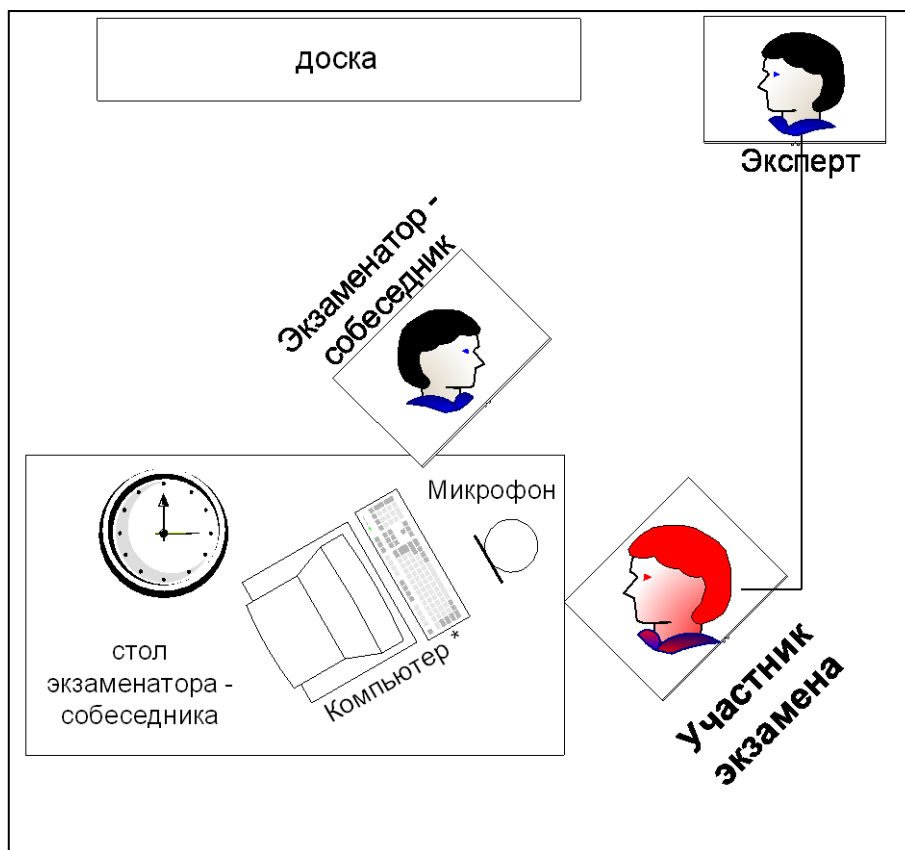 доска
Эксперт
Экзаменатор -
собеседник
Микрофон
Компьютер *
стол
экзаменатора -
собеседника
Участник
экзамена